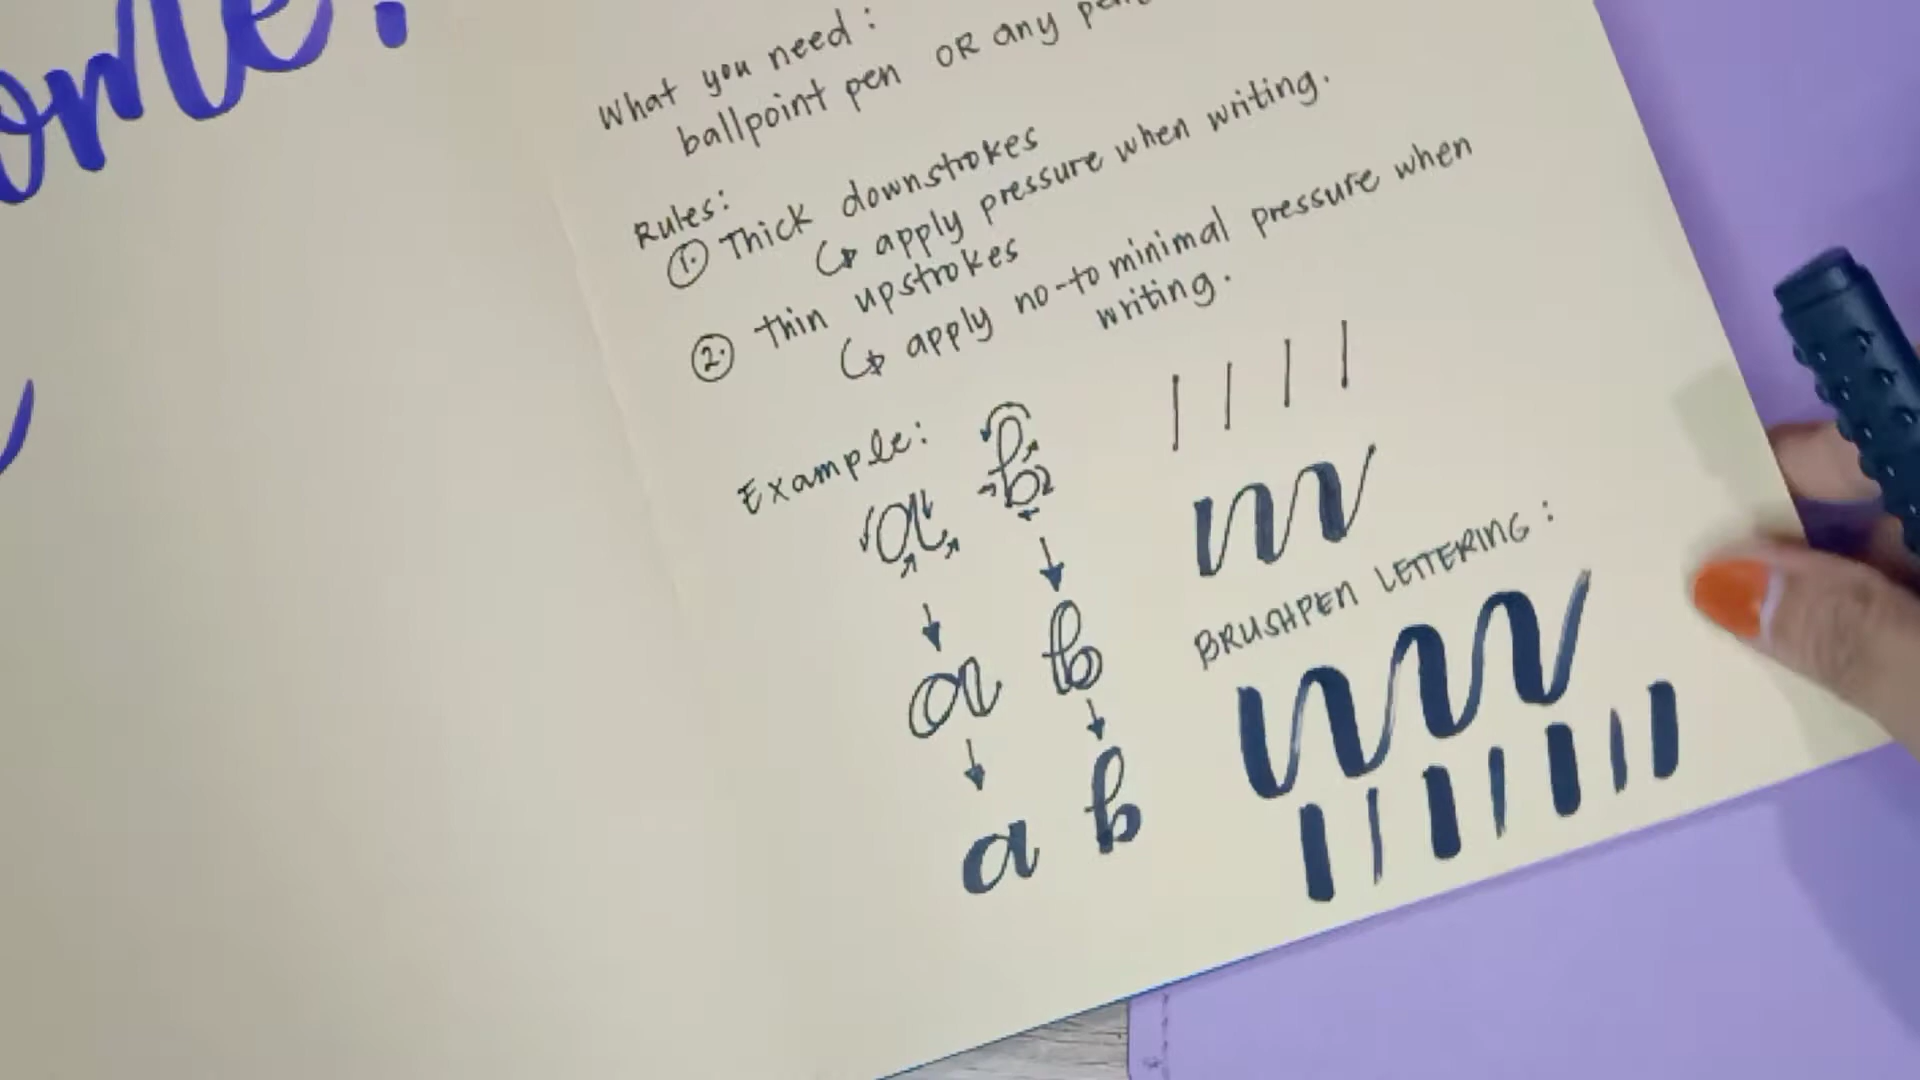 ome!
What you need:
ballpoint pen OR any
Rules:
1. Thick downstrokes
apply pressure when writing.
2. Thin upstrokes
apply no-to minimal pressure when
writing.
Example:
a b
a b
a b
BRUSHPEN LETTERING: